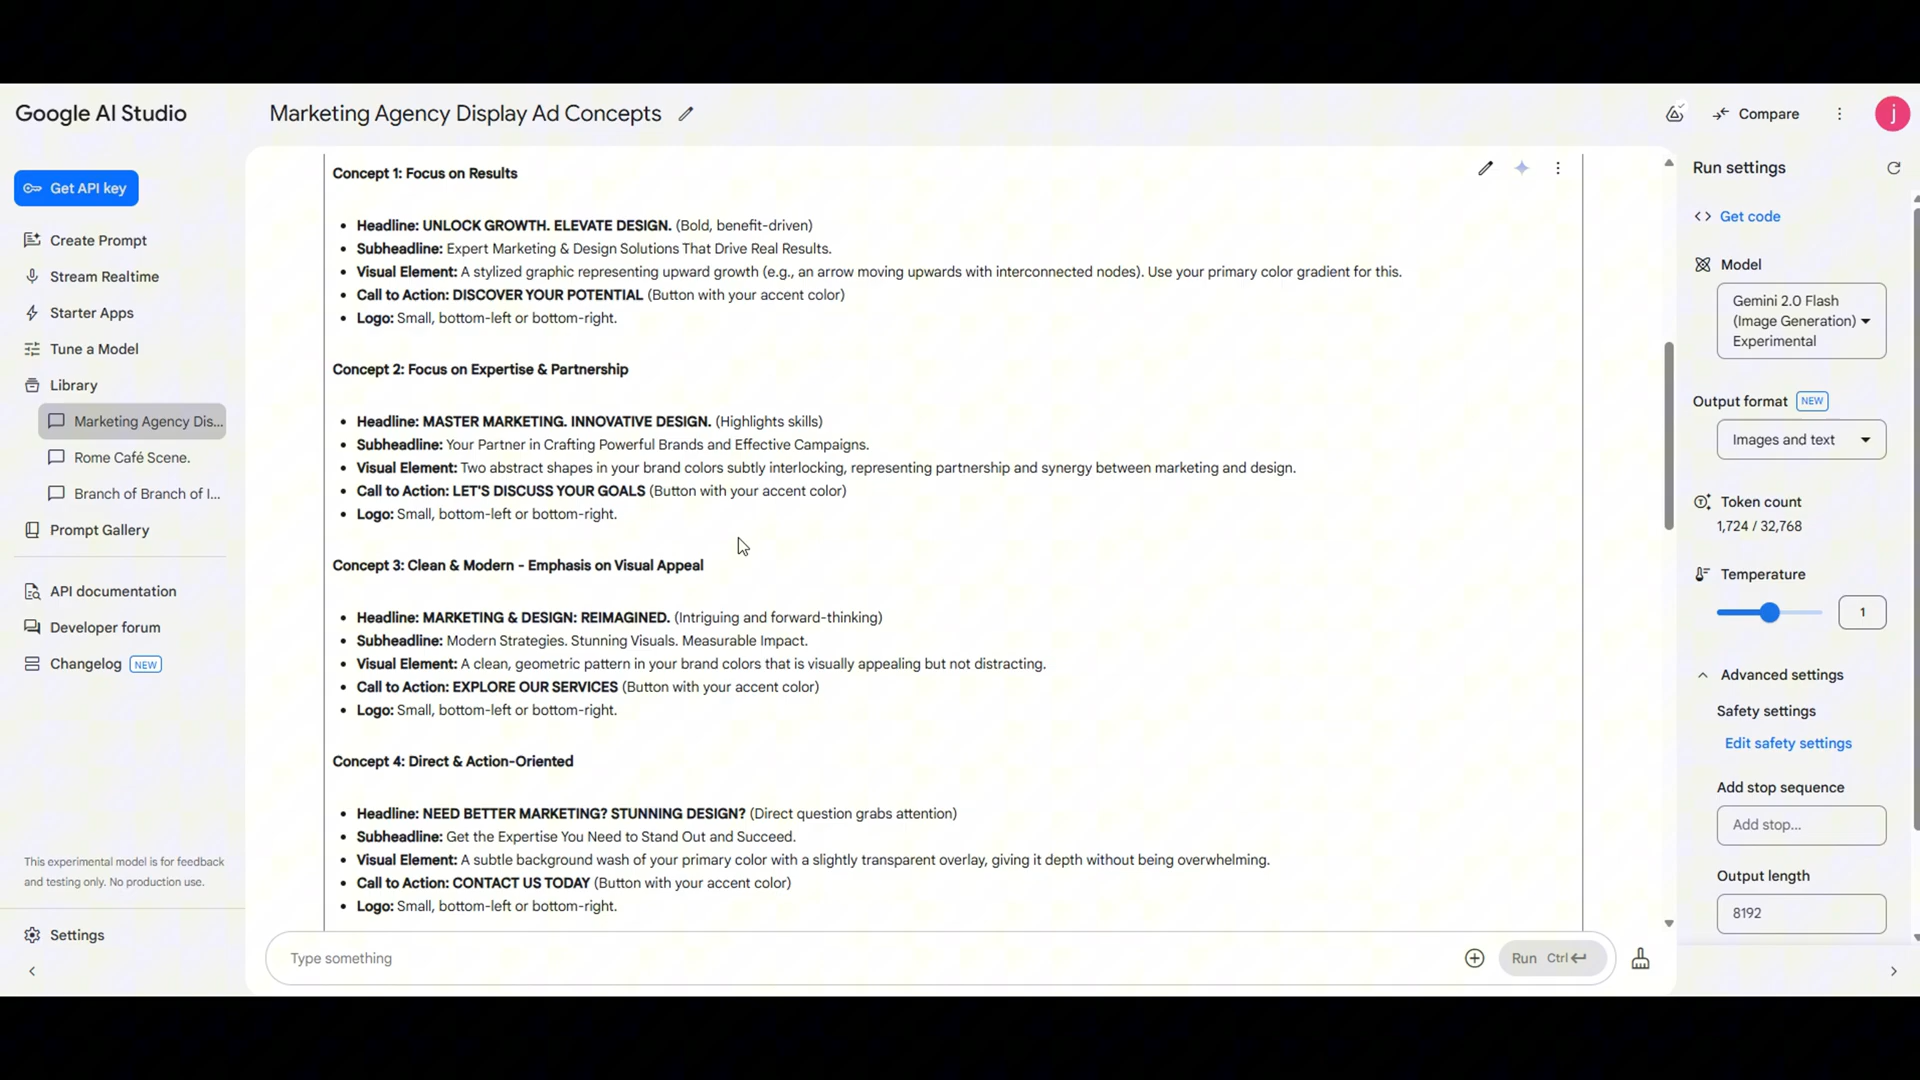 Google AI Studio
Marketing Agency Display Ad Concepts
Compare
j
Get API key
Create Prompt
Stream Realtime
Starter Apps
Tune a Model
Library
Marketing Agency Dis...
Rome Café Scene.
Branch of Branch of I...
Prompt Gallery
API documentation
Developer forum
Changelog NEW
This experimental model is for feedback
and testing only. No production use.
Settings
Concept 1: Focus on Results
• Headline: UNLOCK GROWTH. ELEVATE DESIGN. (Bold, benefit-driven)
• Subheadline: Expert Marketing & Design Solutions That Drive Real Results.
• Visual Element: A stylized graphic representing upward growth (e.g., an arrow moving upwards with interconnected nodes). Use your primary color gradient for this.
• Call to Action: DISCOVER YOUR POTENTIAL (Button with your accent color)
• Logo: Small, bottom-left or bottom-right.
Concept 2: Focus on Expertise & Partnership
• Headline: MASTER MARKETING. INNOVATIVE DESIGN. (Highlights skills)
• Subheadline: Your Partner in Crafting Powerful Brands and Effective Campaigns.
• Visual Element: Two abstract shapes in your brand colors subtly interlocking, representing partnership and synergy between marketing and design.
• Call to Action: LET'S DISCUSS YOUR GOALS (Button with your accent color)
• Logo: Small, bottom-left or bottom-right.
Concept 3: Clean & Modern - Emphasis on Visual Appeal
• Headline: MARKETING & DESIGN: REIMAGINED. (Intriguing and forward-thinking)
• Subheadline: Modern Strategies. Stunning Visuals. Measurable Impact.
• Visual Element: A clean, geometric pattern in your brand colors that is visually appealing but not distracting.
• Call to Action: EXPLORE OUR SERVICES (Button with your accent color)
• Logo: Small, bottom-left or bottom-right.
Concept 4: Direct & Action-Oriented
• Headline: NEED BETTER MARKETING? STUNNING DESIGN? (Direct question grabs attention)
• Subheadline: Get the Expertise You Need to Stand Out and Succeed.
• Visual Element: A subtle background wash of your primary color with a slightly transparent overlay, giving it depth without being overwhelming.
• Call to Action: CONTACT US TODAY (Button with your accent color)
• Logo: Small, bottom-left or bottom-right.
Type something
Run Ctrl
Run settings
Get code
Model
Gemini 2.0 Flash
(Image Generation)
Experimental
Output format NEW
Images and text
Token count
1,724 / 32,768
Temperature
1
Advanced settings
Safety settings
Edit safety settings
Add stop sequence
Add stop...
Output length
8192